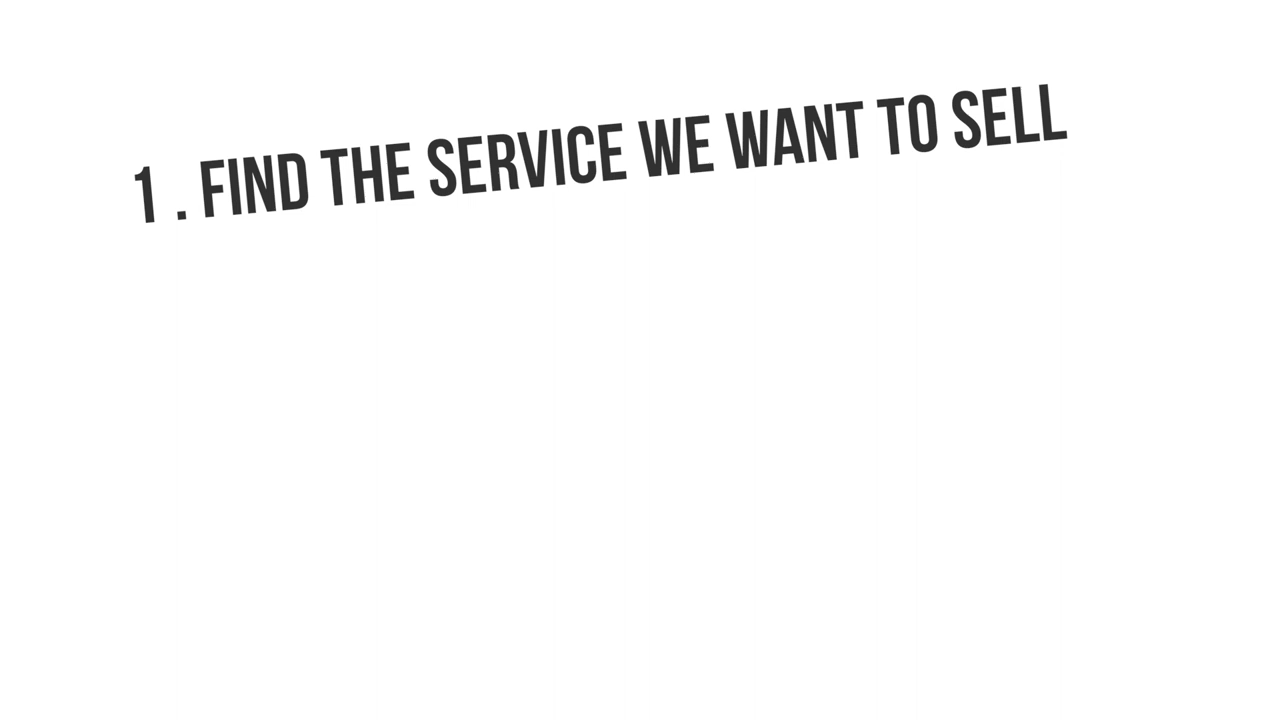 1 . FIND THE SERVICE WE WANT TO SELL